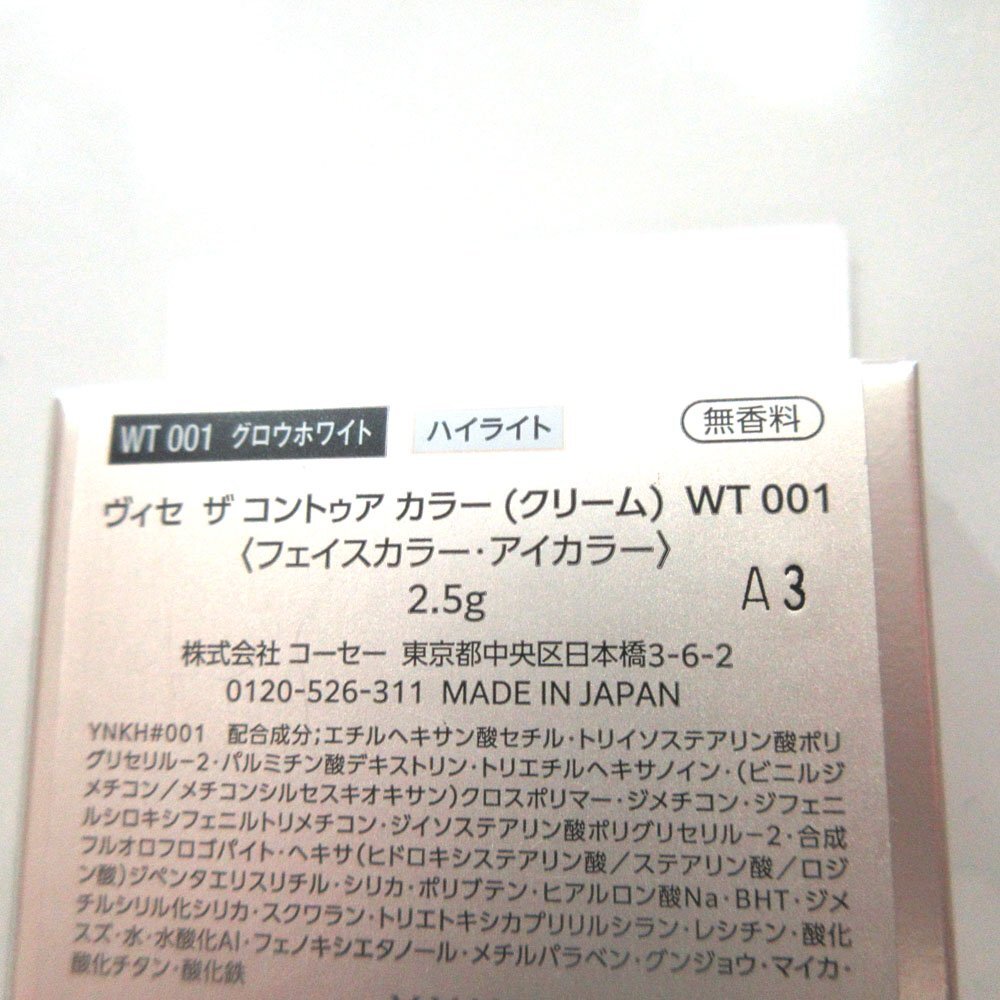 WT 001 グロウホワイト ハイライト 無香料
ヴィセ ザ コントゥア カラー (クリーム) WT 001
〈フェイスカラー・アイカラー〉
2.5g A3
株式会社 コーセー 東京都中央区日本橋3-6-2
0120-526-311 MADE IN JAPAN
YNKH#001 配合成分;エチルヘキサン酸セチル・トリイソステアリン酸ポリ
グリセリル-2・パルミチン酸デキストリン・トリエチルヘキサノイン・(ビニルジ
メチコン/メチコンシルセスキオキサン)クロスポリマー・ジメチコン・ジフェニ
ルシロキシフェニルトリメチコン・ジイソステアリン酸ポリグリセリル-2・合成
フルオロフロゴパイト・ヘキサ(ヒドロキシステアリン酸/ステアリン酸/ロジ
ン酸)ジペンタエリスリチル・シリカ・ポリブテン・ヒアルロン酸Na・BHT・ジメ
チルシリル化シリカ・スクワラン・トリエトキシカプリリルシラン・レシチン・酸化
スズ・水・水酸化Al・フェノキシエタノール・メチルパラベン・グンジョウ・マイカ・
酸化チタン・酸化鉄